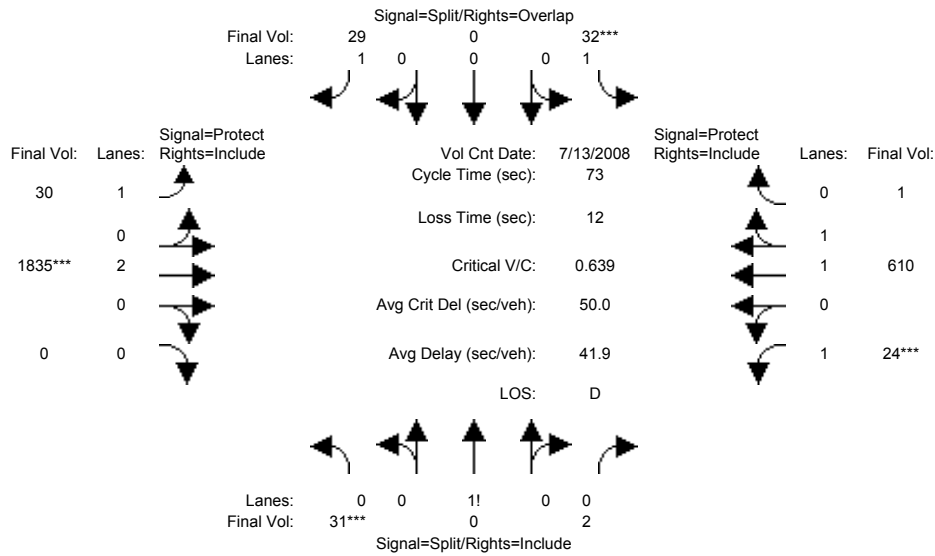 Signal=Split/Rights=Overlap
Final Vol: 29 0 32***
Lanes: 1 0 0 0 1
Signal=Protect Signal=Protect
Final Vol: Lanes: Rights=Include Vol Cnt Date: 7/13/2008 Rights=Include Lanes: Final Vol:
Cycle Time (sec): 73
30 1 0 1
Loss Time (sec): 12
0 1
1835*** 2 Critical V/C: 0.639 1 610
0 Avg Crit Del (sec/veh): 50.0 0
0 0 Avg Delay (sec/veh): 41.9 1 24***
LOS: D
Lanes: 0 0 1! 0 0
Final Vol: 31*** 0 2
Signal=Split/Rights=Include